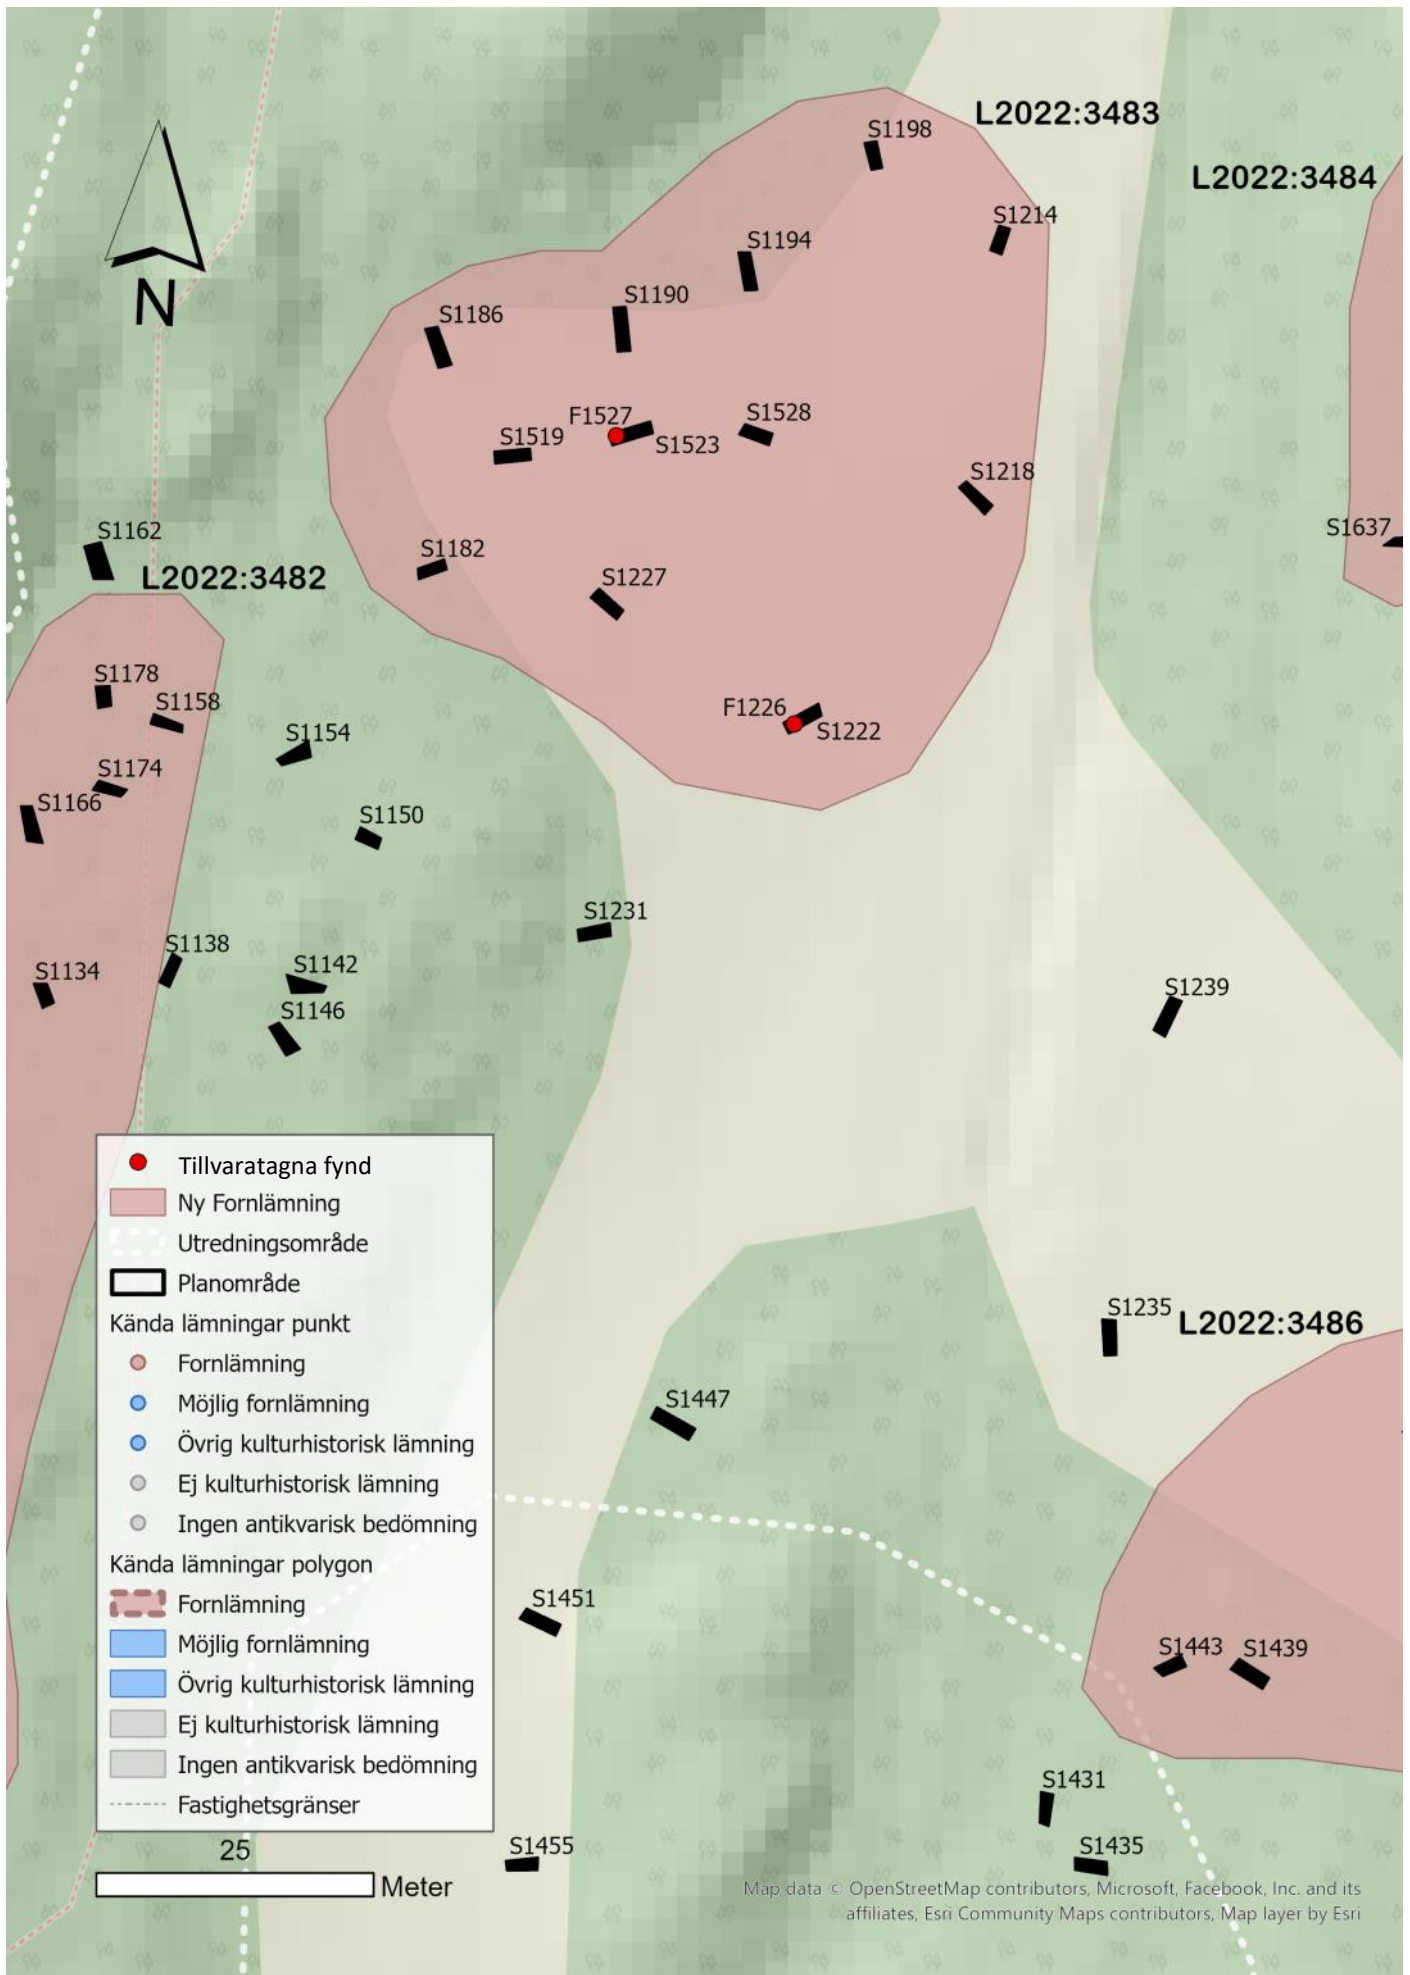 L2022:3483
S1198
L2022:3484
S1214
S1194
S1190
S1186
N
F1527
S1528
S1519
S1523
S1218
S1637
S1162
S1182
L2022:3482
S1227
S1178
S1158
F1226
S1222
S1154
S1174
S1166
S1150
S1231
S1138
S1142
S1134
S1239
S1146
Tillvaratagna fynd
Ny Fornlämning
Utredningsområde
Planområde
Kända lämningar punkt
Fornlämning
Möjlig fornlämning
Övrig kulturhistorisk lämning
Ej kulturhistorisk lämning
Ingen antikvarisk bedömning
Kända lämningar polygon
Fornlämning
Möjlig fornlämning
Övrig kulturhistorisk lämning
Ej kulturhistorisk lämning
Ingen antikvarisk bedömning
Fastighetsgränser
S1235
L2022:3486
S1447
S1451
S1443
S1439
S1431
S1455
S1435
25
Meter
Map data © OpenStreetMap contributors, Microsoft, Facebook, Inc. and its
affiliates, Esri Community Maps contributors, Map layer by Esri